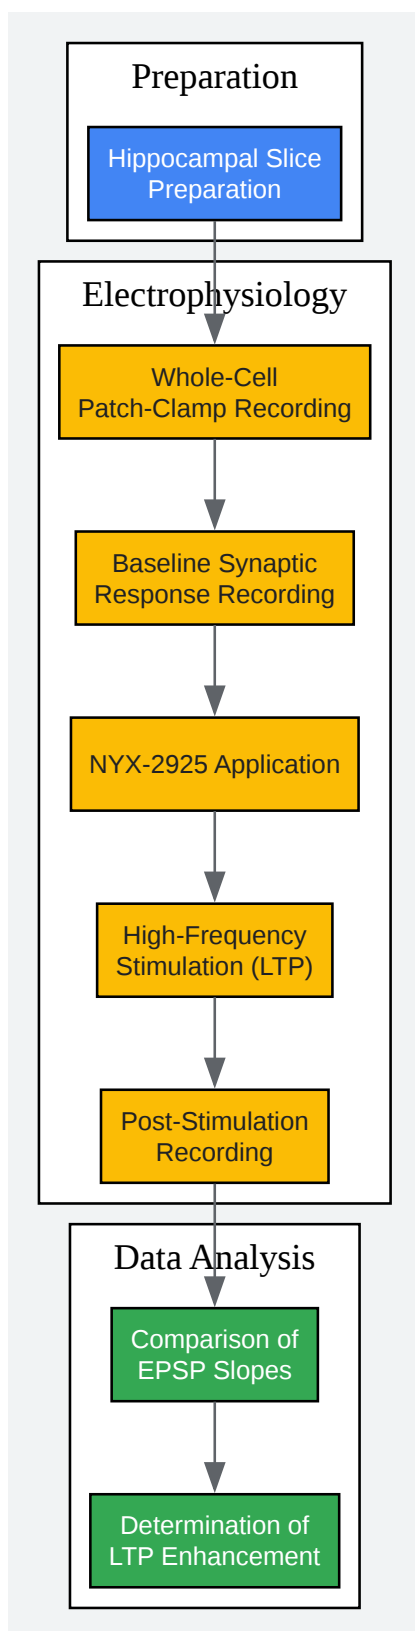 Preparation
Hippocampal Slice
Preparation
Electrophysiology
Whole-Cell
Patch-Clamp Recording
Baseline Synaptic
Response Recording
NYX-2925 Application
High-Frequency
Stimulation (LTP)
Post-Stimulation
Recording
Data Analysis
Comparison of
EPSP Slopes
Determination of
LTP Enhancement